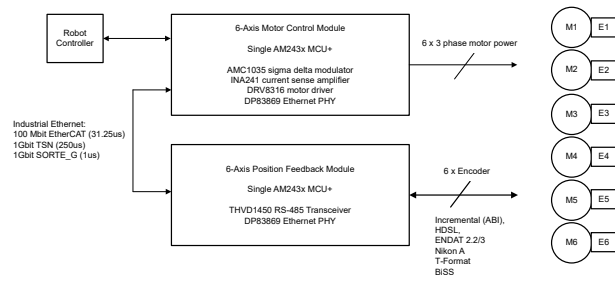 Robot
Controller
6-Axis Motor Control Module
Single AM243x MCU+
AMC1035 sigma delta modulator
INA241 current sense amplifier
DRV8316 motor driver
DP83869 Ethernet PHY
6 x 3 phase motor power
Industrial Ethernet:
100 Mbit EtherCAT (31.25us)
1Gbit TSN (250us)
1Gbit SORTE_G (1us)
6-Axis Position Feedback Module
Single AM243x MCU+
THVD1450 RS-485 Transceiver
DP83869 Ethernet PHY
6 x Encoder
Incremental (ABI),
HDSL,
ENDAT 2.2/3
Nikon A
T-Format
BiSS
M1 E1
M2 E2
M3 E3
M4 E4
M5 E5
M6 E6